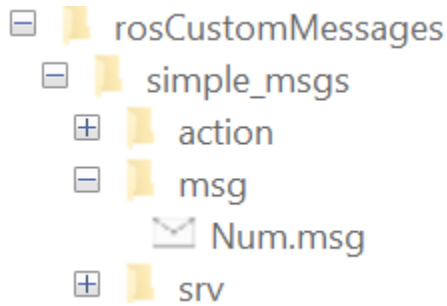 rosCustomMessages
simple_msgs
action
msg
Num.msg
srv